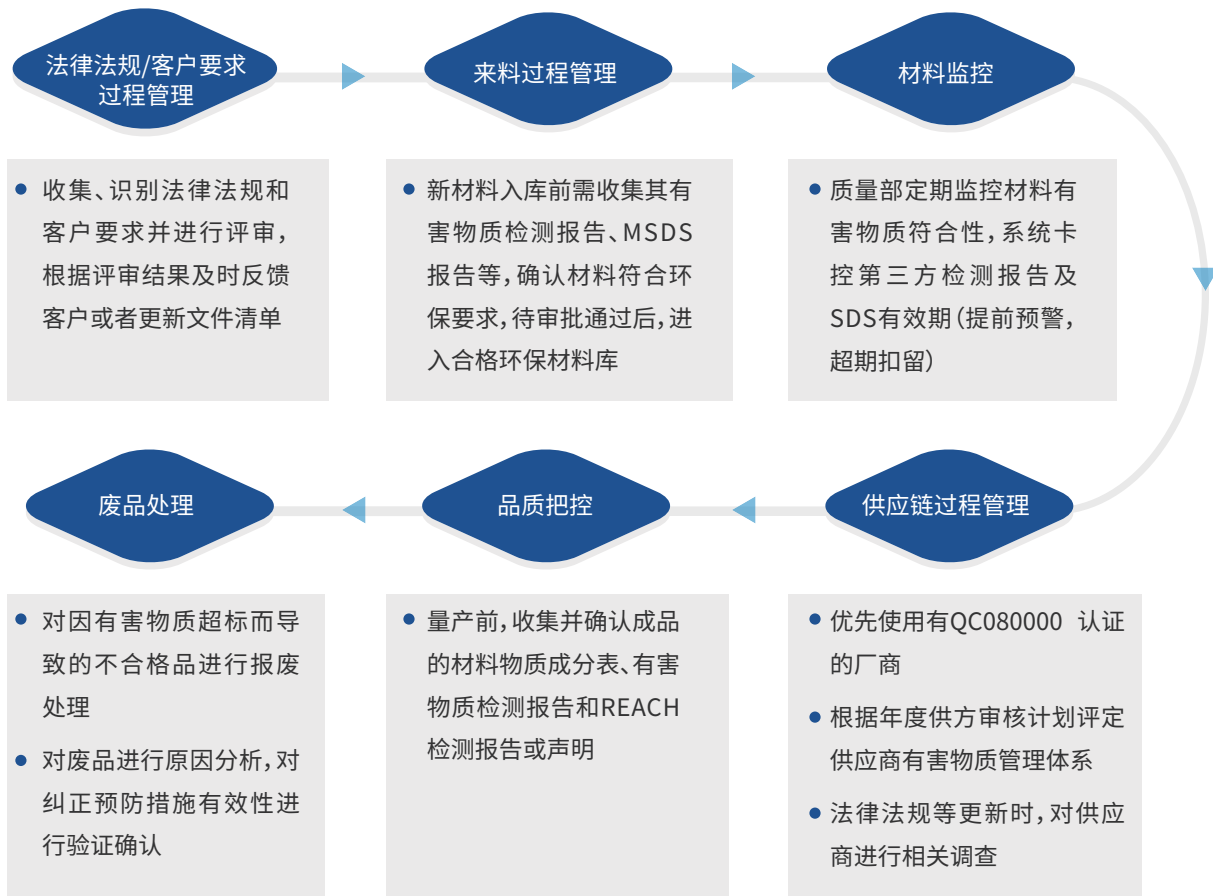 法律法规/客户要求
过程管理
来料过程管理
材料监控
• 收集、识别法律法规和
客户要求并进行评审，
根据评审结果及时反馈
客户或者更新文件清单
• 新材料入库前需收集其有
害物质检测报告、MSDS
报告等，确认材料符合环
保要求，待审批通过后，进
入合格环保材料库
• 质量部定期监控材料有
害物质符合性，系统卡
控第三方检测报告及
SDS有效期（提前预警，
超期扣留）
供应链过程管理
品质把控
废品处理
• 优先使用有QC080000 认证
的厂商
• 根据年度供方审核计划评定
供应商有害物质管理体系
• 法律法规等更新时，对供应
商进行相关调查
• 量产前，收集并确认成品
的材料物质成分表、有害
物质检测报告和REACH
检测报告或声明
• 对因有害物质超标而导
致的不合格品进行报废
处理
• 对废品进行原因分析，对
纠正预防措施有效性进
行验证确认